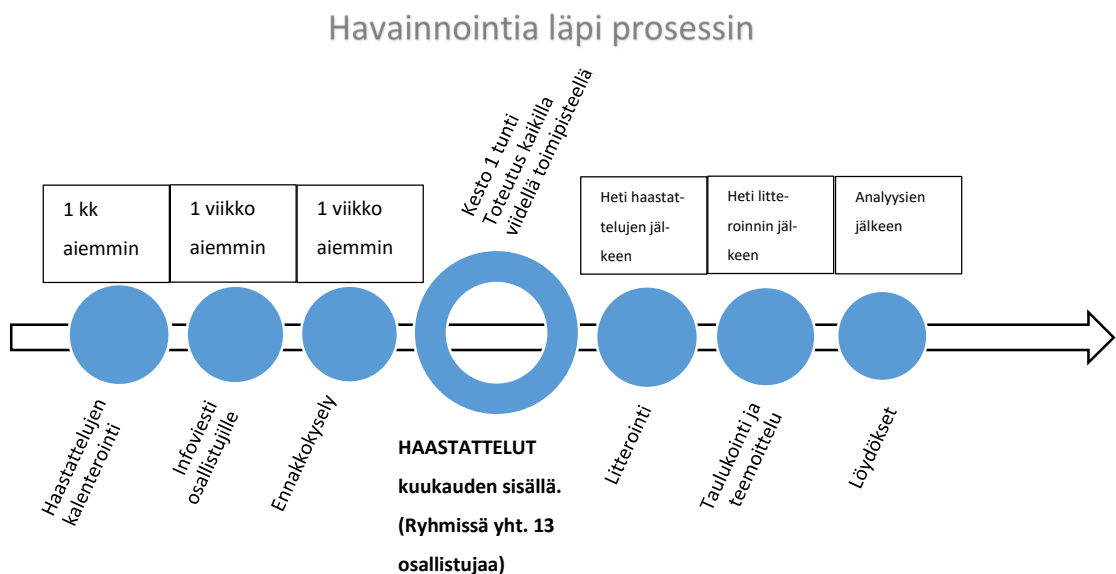 Havainnointia läpi prosessin
1 kk
aiemmin
1 viikko
aiemmin
1 viikko
aiemmin
Kesto 1 tunti
Toteutus kaikilla
viidellä toimipisteellä
Heti haastat-
telujen jäl-
keen
Heti litte-
roinnin jäl-
keen
Analyysien
jälkeen
Haastattelujen
kalenterointi
Infoviesti
osallistujille
Ennakkokysely
HAASTATTELUT
kuukauden sisällä.
(Ryhmissä yht. 13
osallistujaa)
Litterointi
Taulukointi ja
teemoittelu
Löydökset